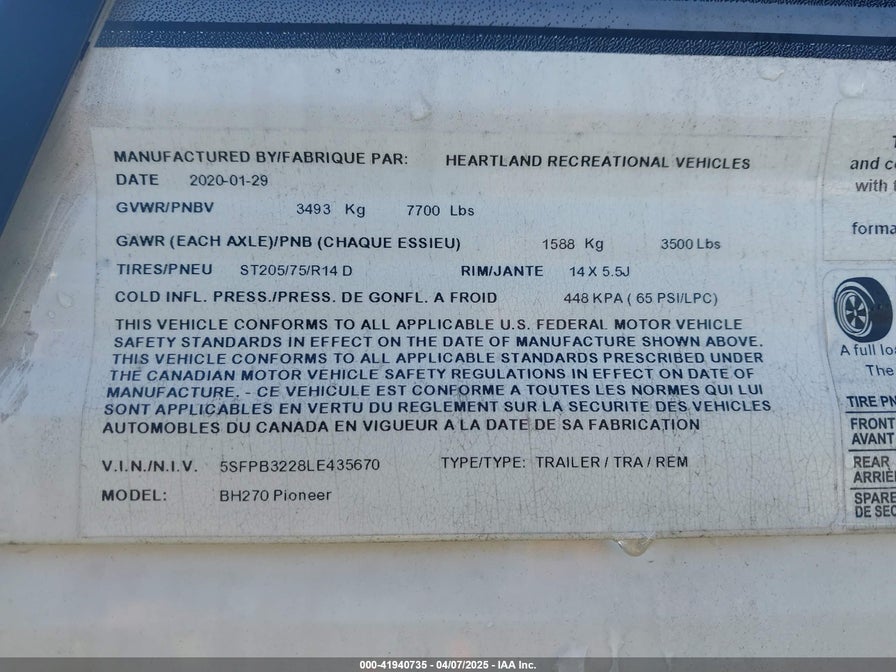 MANUFACTURED BY/FABRIQUE PAR: HEARTLAND RECREATIONAL VEHICLES
DATE 2020-01-29
GVWR/PNBV 3493 Kg 7700 Lbs
GAWR (EACH AXLE)/PNB (CHAQUE ESSIEU) 1588 Kg 3500 Lbs
TIRES/PNEU ST205/75/R14 D RIM/JANTE 14 X 5.5J
COLD INFL. PRESS./PRESS. DE GONFL. A FROID 448 KPA ( 65 PSI/LPC)
THIS VEHICLE CONFORMS TO ALL APPLICABLE U.S. FEDERAL MOTOR VEHICLE
SAFETY STANDARDS IN EFFECT ON THE DATE OF MANUFACTURE SHOWN ABOVE.
THIS VEHICLE CONFORMS TO ALL APPLICABLE STANDARDS PRESCRIBED UNDER
THE CANADIAN MOTOR VEHICLE SAFETY REGULATIONS IN EFFECT ON DATE OF
MANUFACTURE. - CE VEHICULE EST CONFORME A TOUTES LES NORMES QUI LUI
SONT APPLICABLES EN VERTU DU REGLEMENT SUR LA SECURITE DES VEHICLES
AUTOMOBILES DU CANADA EN VIGUEUR A LA DATE DE SA FABRICATION
V.I.N./N.I.V. 5SFPB3228LE435670 TYPE/TYPE: TRAILER / TRA / REM
MODEL: BH270 Pioneer
and
with
A full
The
TIRE
FRONT
AVANT
REAR
SPARE
000-41940735 - 04/07/2025 - IAA Inc.